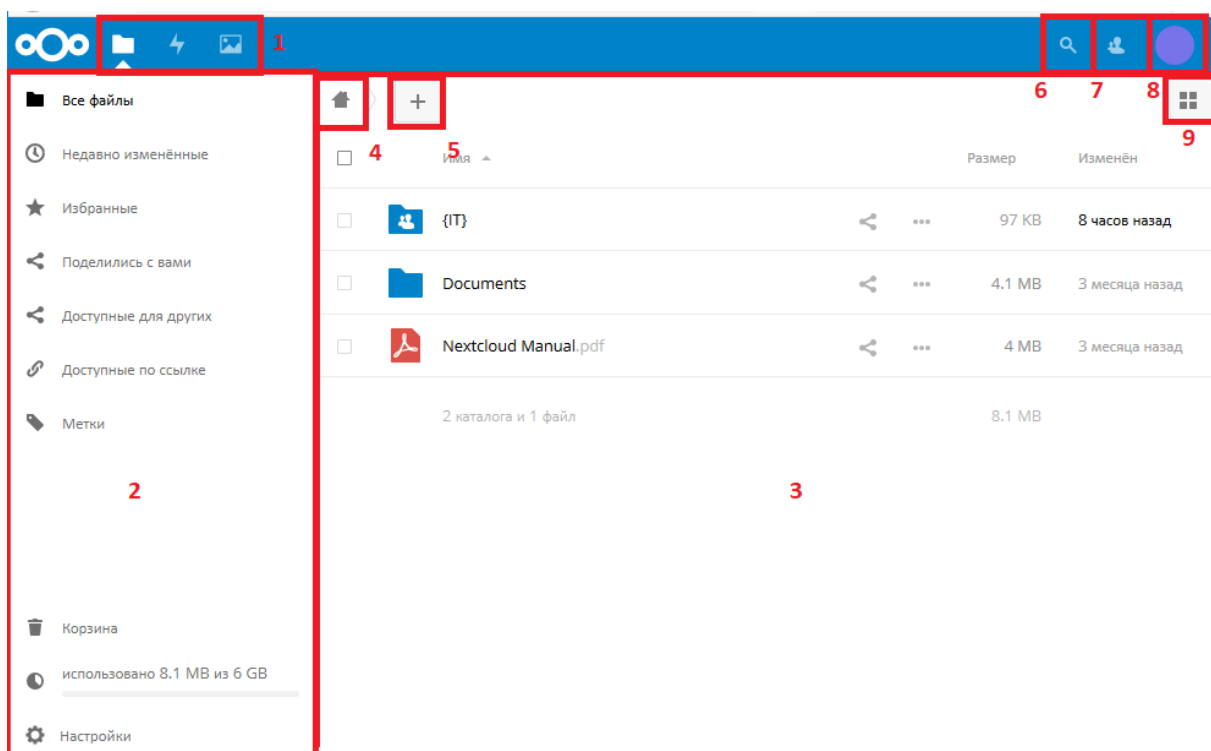 1
6 7 8
9
Все файлы
Недавно изменённые
Избранные
Поделились с вами
Доступные для других
Доступные по ссылке
Метки
2
Корзина
использовано 8.1 MB из 6 GB
Настройки
4 5
Имя Размер Изменён
{IT} 97 KB 8 часов назад
Documents 4.1 MB 3 месяца назад
Nextcloud Manual.pdf 4 MB 3 месяца назад
2 каталога и 1 файл 8.1 MB
3